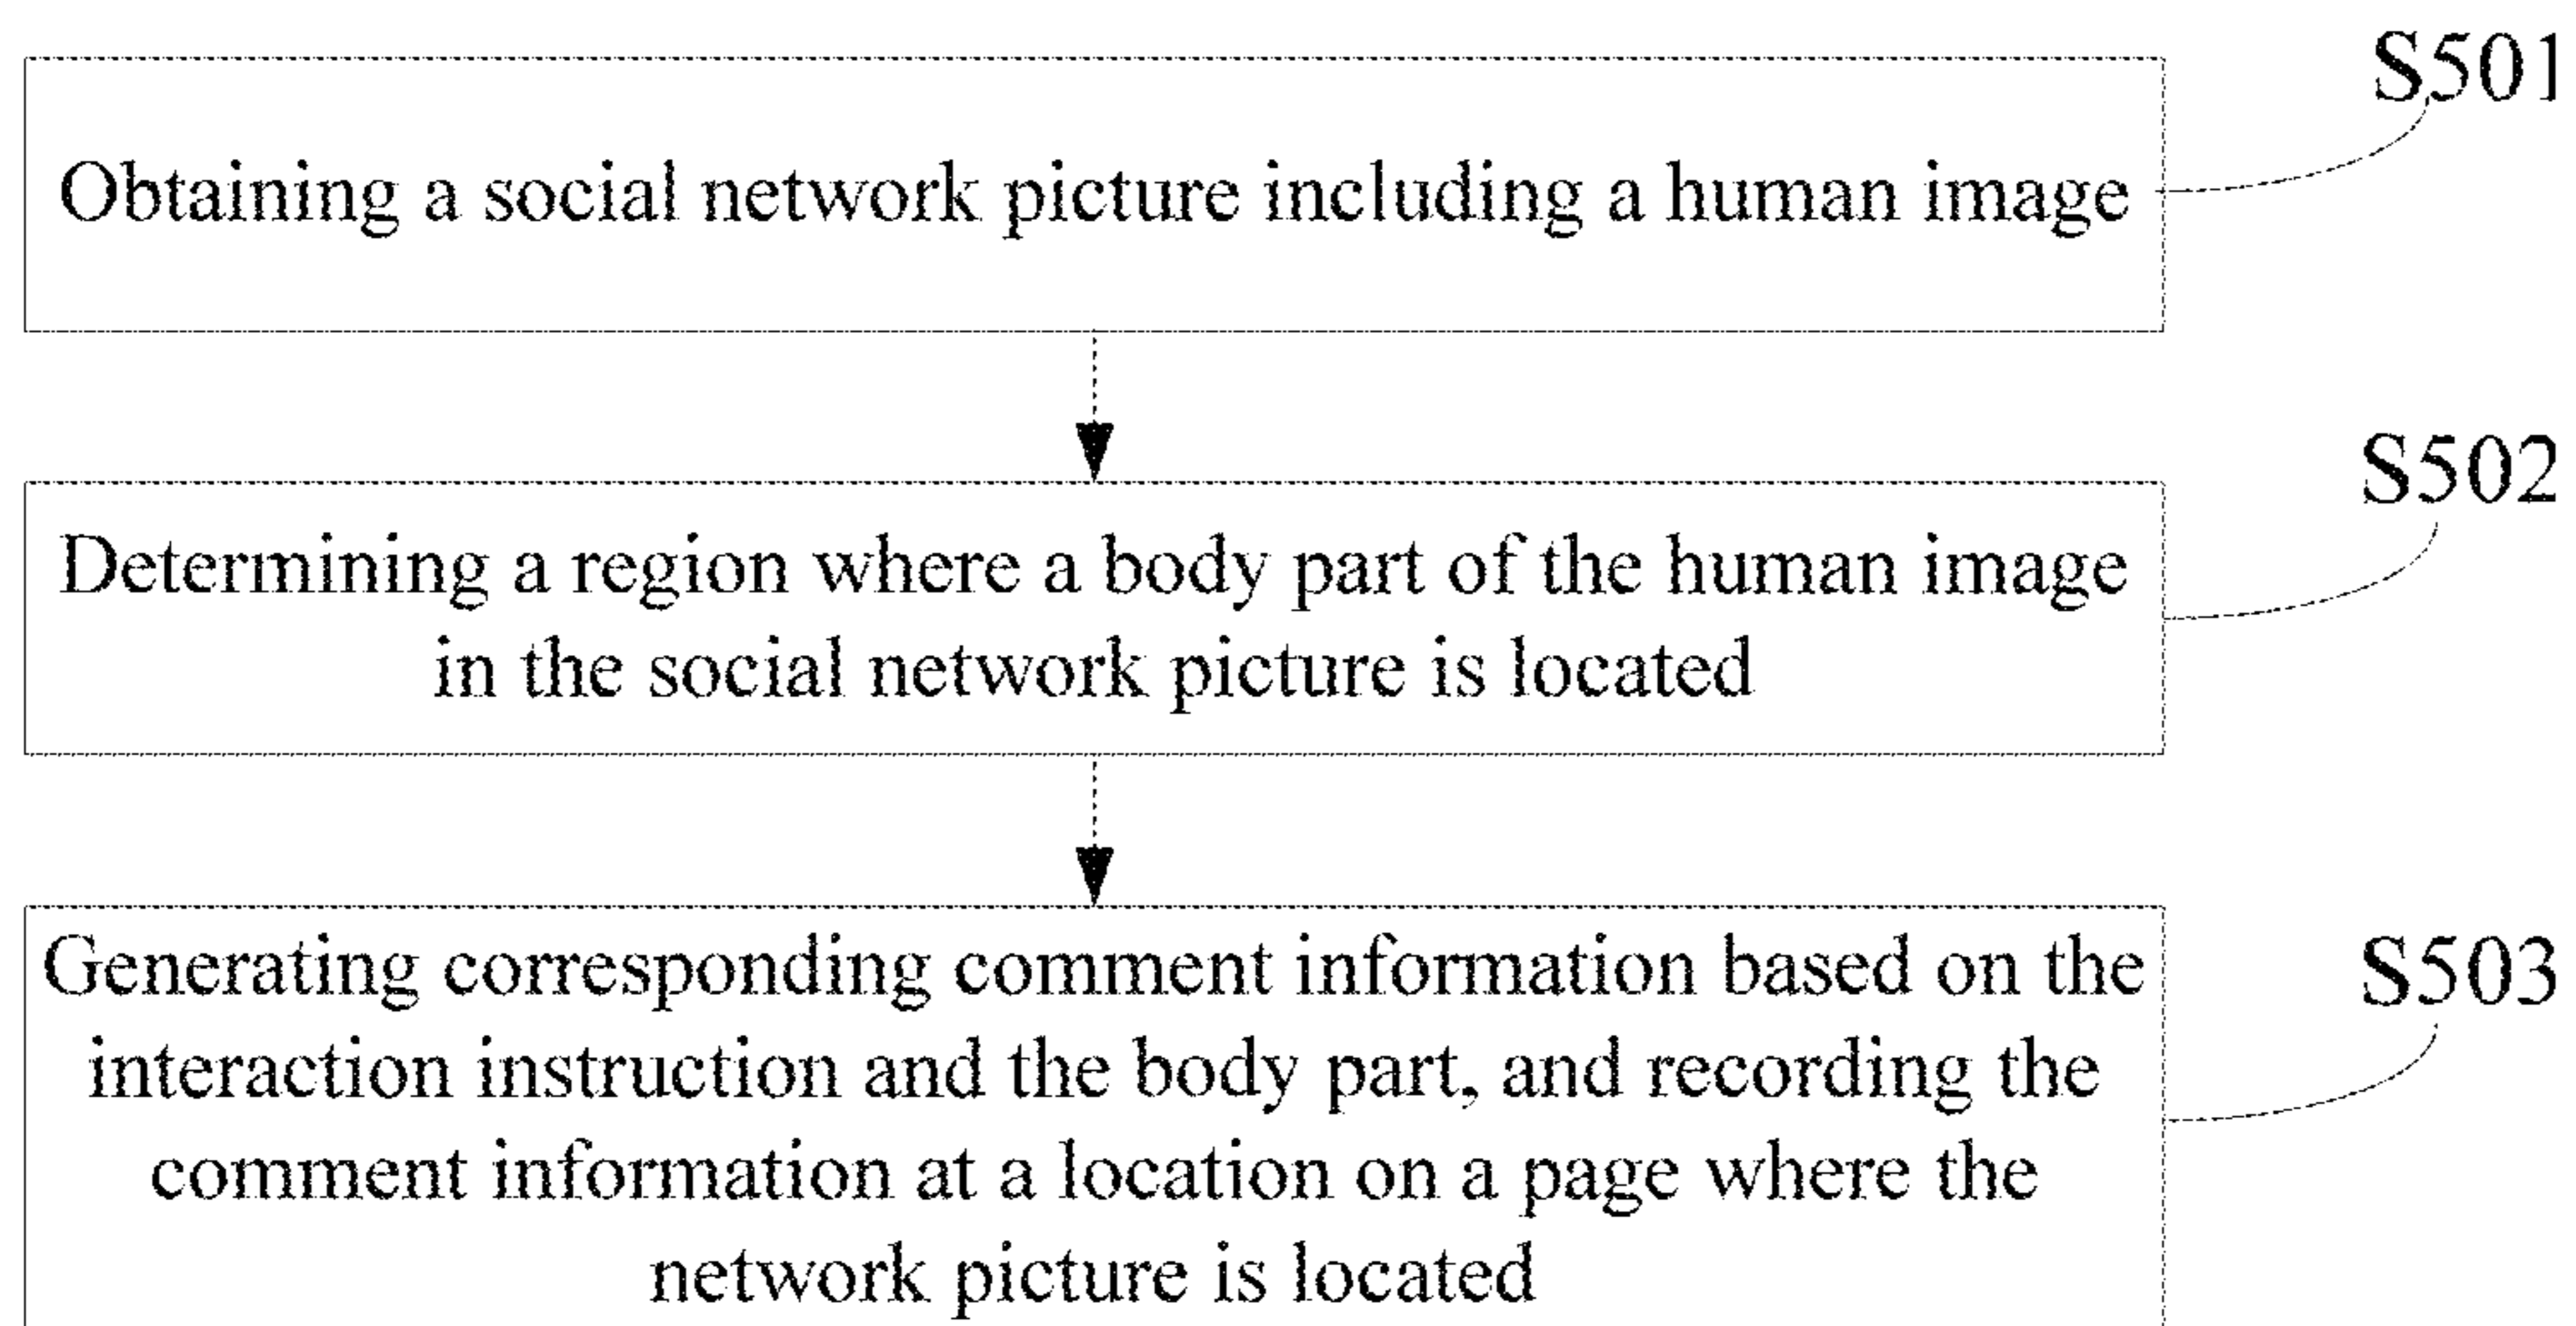 S501
Obtaining a social network picture including a human image
S502
Determining a region where a body part of the human image
in the social network picture is located
Generating corresponding comment information based on the
S503
interaction instruction and the body part, and recording the
comment information at a location on a page where the
network picture is located